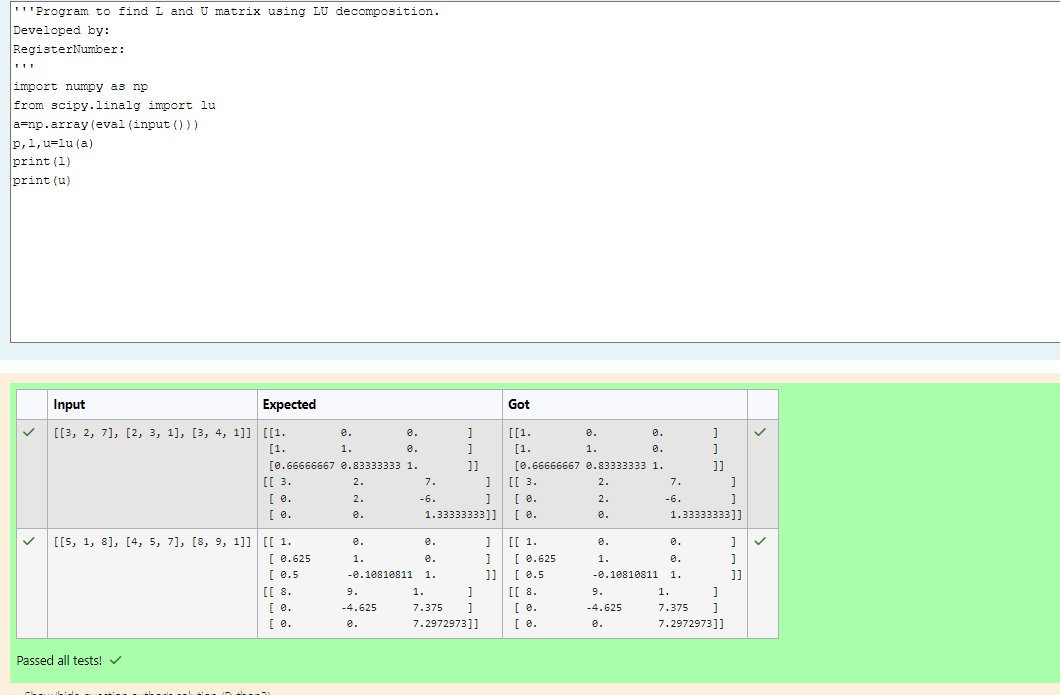 '''Program to find L and U matrix using LU decomposition.
Developed by:
RegisterNumber:
'''
import numpy as np
from scipy.linalg import lu
a=np.array(eval(input()))
p,l,u=lu(a)
print(l)
print(u)
Input Expected Got
[[3, 2, 7], [2, 3, 1], [3, 4, 1]] [[1. 0. 0. ] [[1. 0. 0. ]
[1. 1. 0. ] [1. 1. 0. ]
[0.66666667 0.83333333 1. ]] [0.66666667 0.83333333 1. ]]
[[ 3. 2. 7. ] [[ 3. 2. 7. ]
[ 0. 2. -6. ] [ 0. 2. -6. ]
[ 0. 0. 1.33333333]] [ 0. 0. 1.33333333]]
[[5, 1, 8], [4, 5, 7], [8, 9, 1]] [[ 1. 0. 0. ] [[ 1. 0. 0. ]
[ 0.625 1. 0. ] [ 0.625 1. 0. ]
[ 0.5 -0.10810811 1. ]] [ 0.5 -0.10810811 1. ]]
[[ 8. 9. 1. ] [[ 8. 9. 1. ]
[ 0. -4.625 7.375 ] [ 0. -4.625 7.375 ]
[ 0. 0. 7.2972973]] [ 0. 0. 7.2972973]]
Passed all tests!